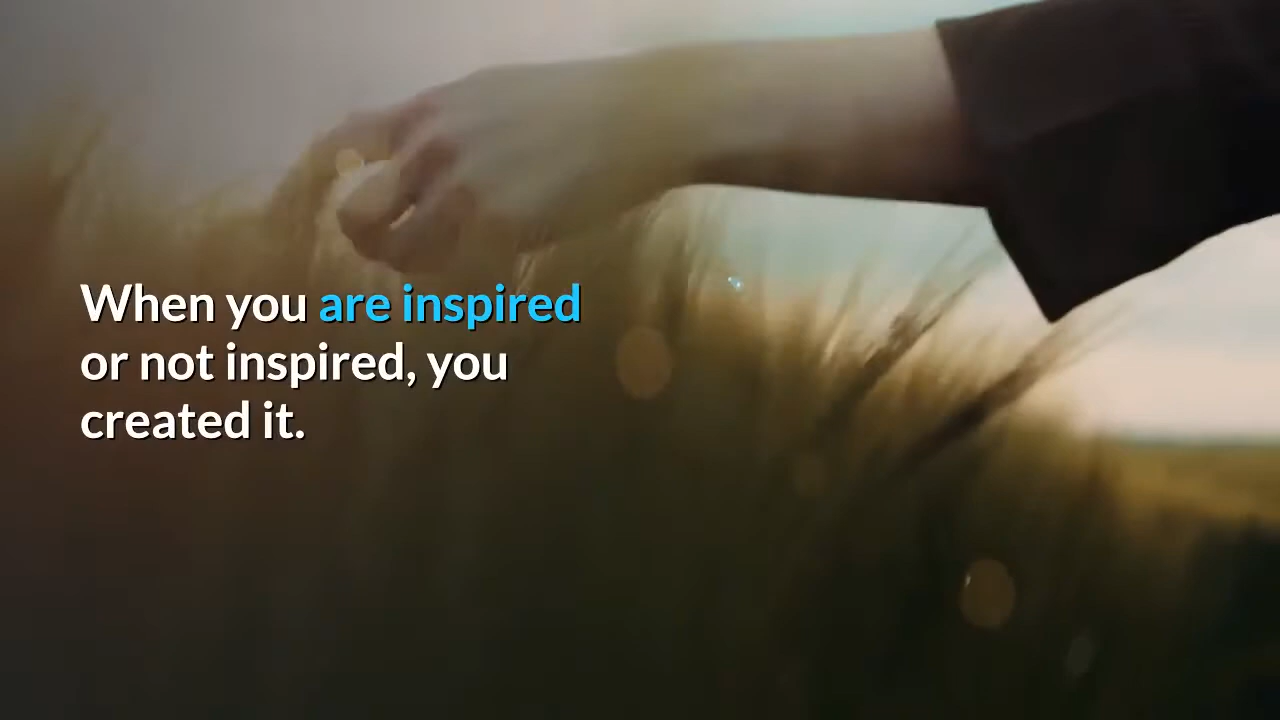 When you are inspired
or not inspired, you
created it.